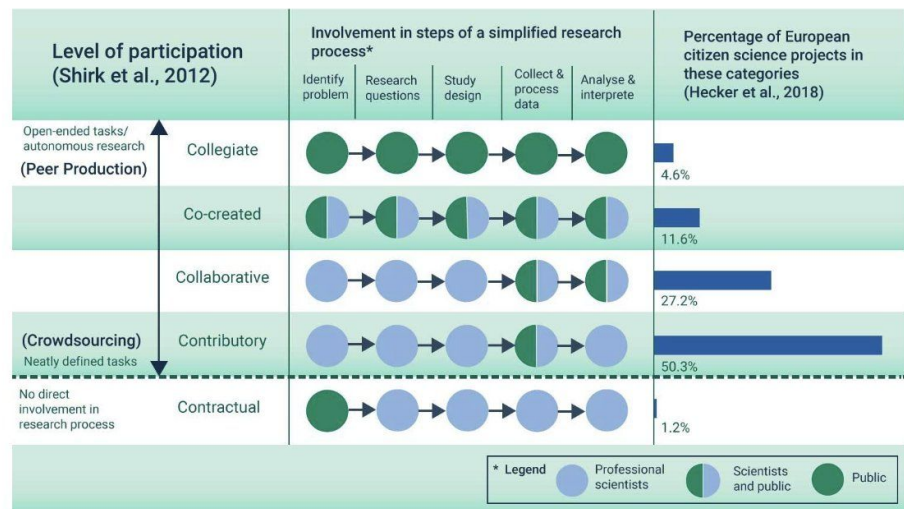 Level of participation
(Shirk et al., 2012)
Involvement in steps of a simplified research
process*
Identify
problem
Research
questions
Study
design
Collect &
process
data
Analyse &
interprete
Percentage of European
citizen science projects in
these categories
(Hecker et al., 2018)
Open-ended tasks/
autonomous research
(Peer Production)
Collegiate
4.6%
Co-created
11.6%
Collaborative
27.2%
(Crowdsourcing)
Neatly defined tasks
Contributory
50.3%
No direct
involvement in
research process
Contractual
1.2%
* Legend
Professional
scientists
Scientists
and public
Public